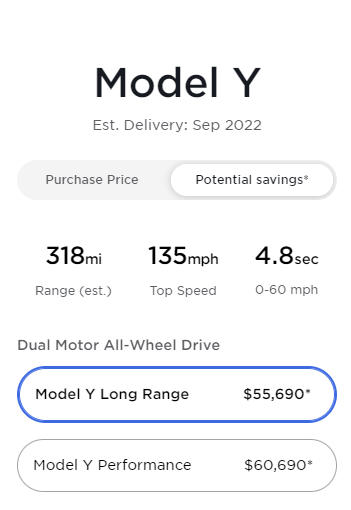 Model Y
Est. Delivery: Sep 2022
Purchase Price Potential savings*
318mi 135mph 4.8sec
Range (est.) Top Speed 0-60 mph
Dual Motor All-Wheel Drive
Model Y Long Range $55,690*
Model Y Performance $60,690*